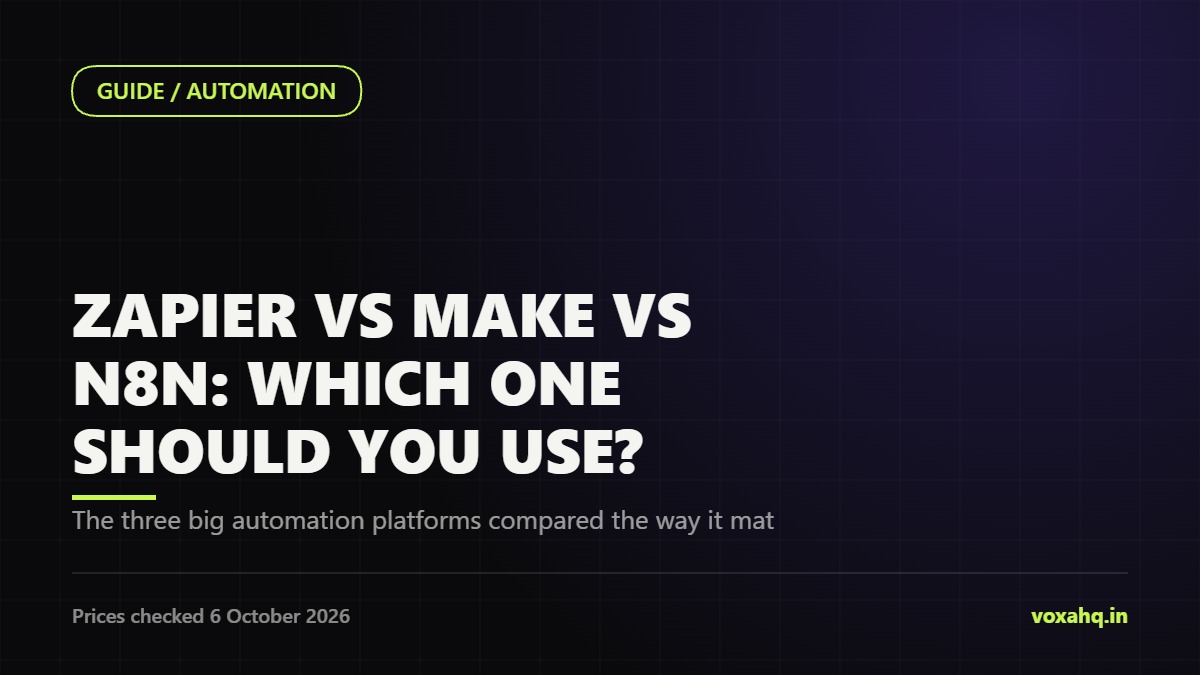 GUIDE / AUTOMATION
ZAPIER VS MAKE VS
N8N: WHICH ONE
SHOULD YOU USE?
The three big automation platforms compared the way it mat
Prices checked 6 October 2026
voxahq.in